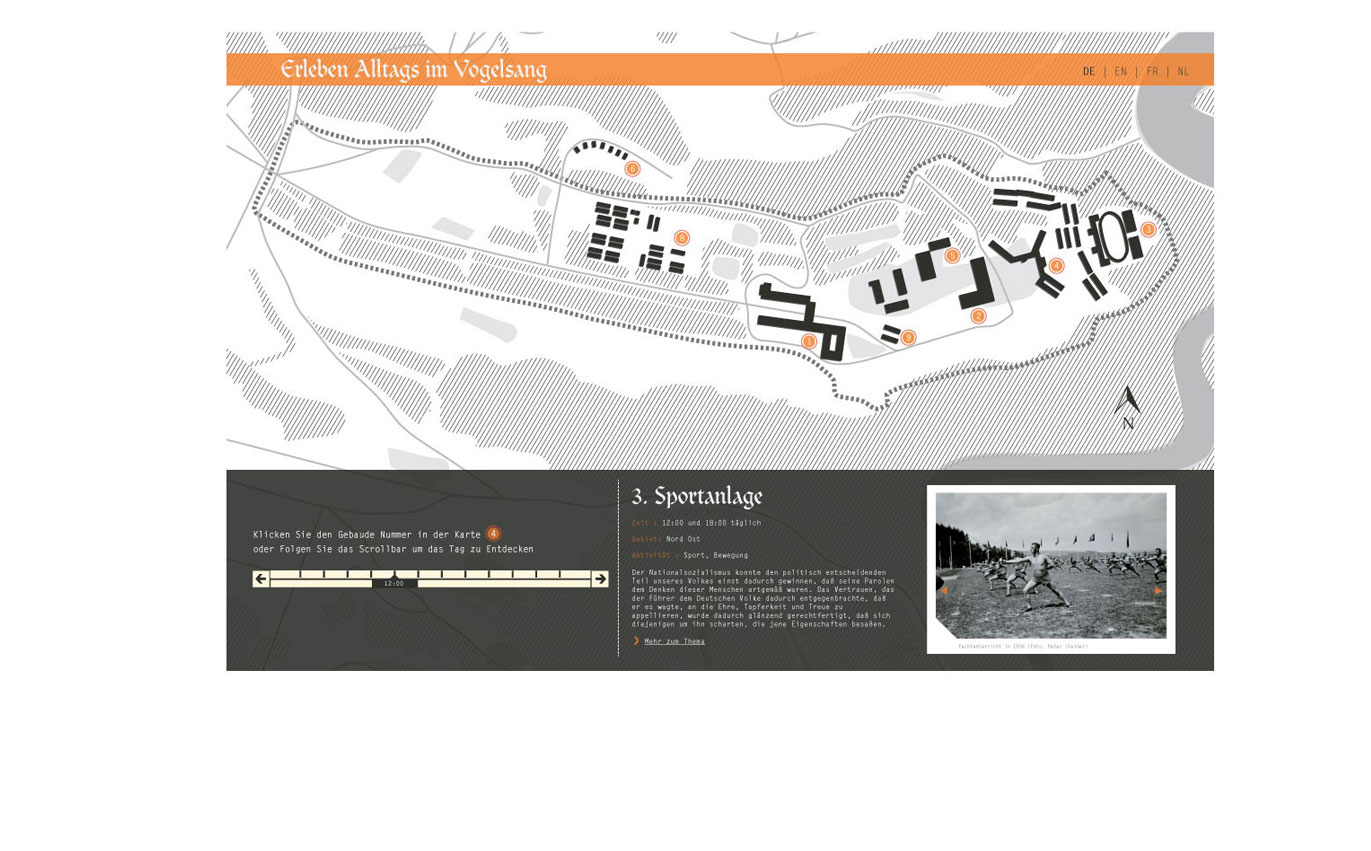 Erleben Alltags im Vogelsang
DE | EN | FR | NL
6
8
3
5
4
2
1
9
N
Klicken Sie den Gebaude Nummer in der Karte 4
oder Folgen Sie das Scrollbar um das Tag zu Entdecken
12:00
3. Sportanlage
Zeit : 12:00 und 18:00 täglich
Gebiet: Nord Ost
Aktivität : Sport, Bewegung
Der Nationalsozialismus konnte den politisch entscheidenden
Teil unseres Volkes einst dadurch gewinnen, daß seine Parolen
dem Denken dieser Menschen artgemäß waren. Das Vertrauen, das
der Führer dem Deutschen Volke dadurch entgegenbrachte, daß
er es wagte, an die Ehre, Tapferkeit und Treue zu
appellieren, wurde dadurch glänzend gerechtfertigt, daß sich
diejenigen um ihn scharten, die jene Eigenschaften besaßen.
Mehr zum Thema
Fachunterricht in 1936